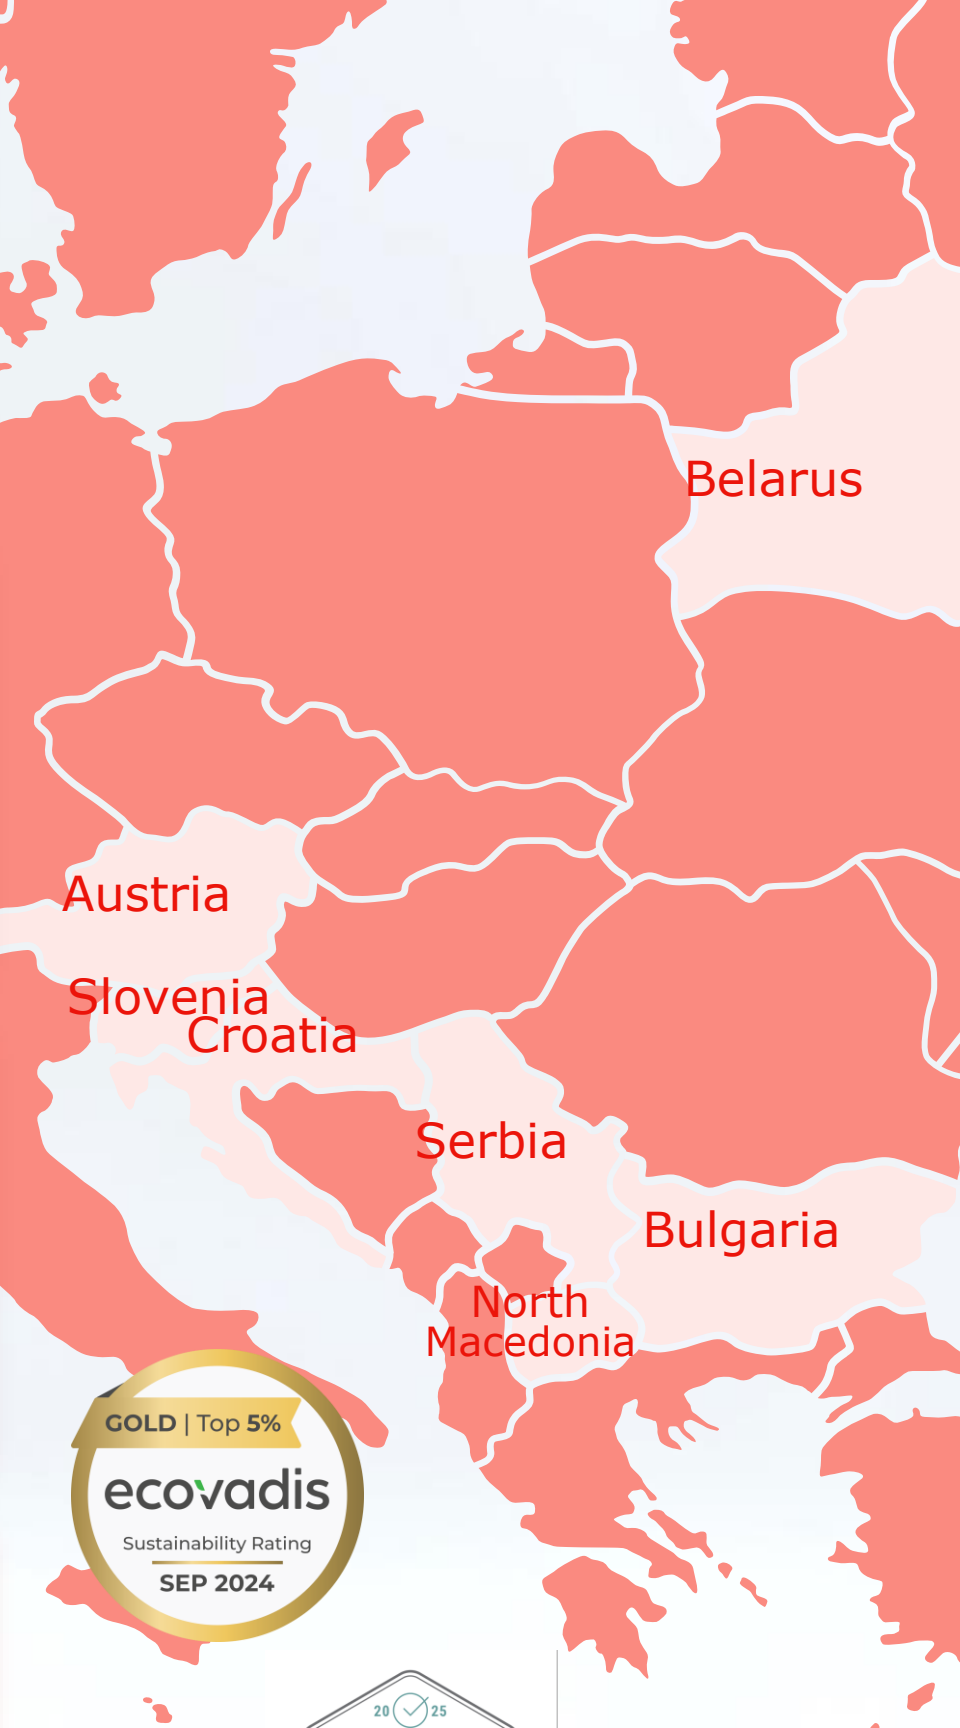 Belarus
Austria
Slovenia
Croatia
Serbia
Bulgaria
North
Macedonia
GOLD | Top 5%
ecovadis
Sustainability Rating
SEP 2024
20 25